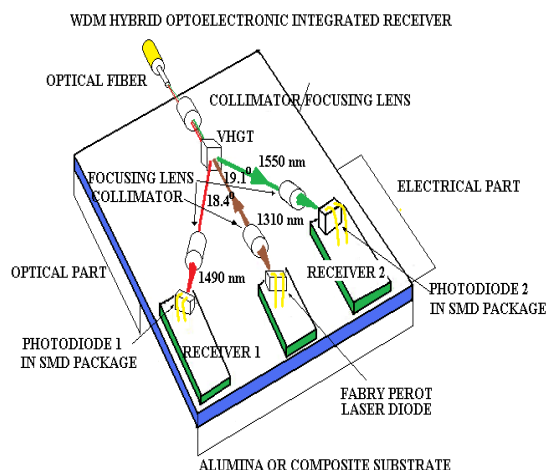 WDM HYBRID OPTOELECTRONIC INTEGRATED RECEIVER
OPTICAL FIBER
COLLIMATOR/FOCUSING LENS
VHGT
1550 nm
19.1°
FOCUSING LENS
18.4°
COLLIMATOR
1310 nm
ELECTRICAL PART
OPTICAL PART
1490 nm
RECEIVER 2
PHOTODIODE 2
IN SMD PACKAGE
PHOTODIODE 1
IN SMD PACKAGE
RECEIVER 1
FABRY PEROT
LASER DIODE
ALUMINA OR COMPOSITE SUBSTRATE